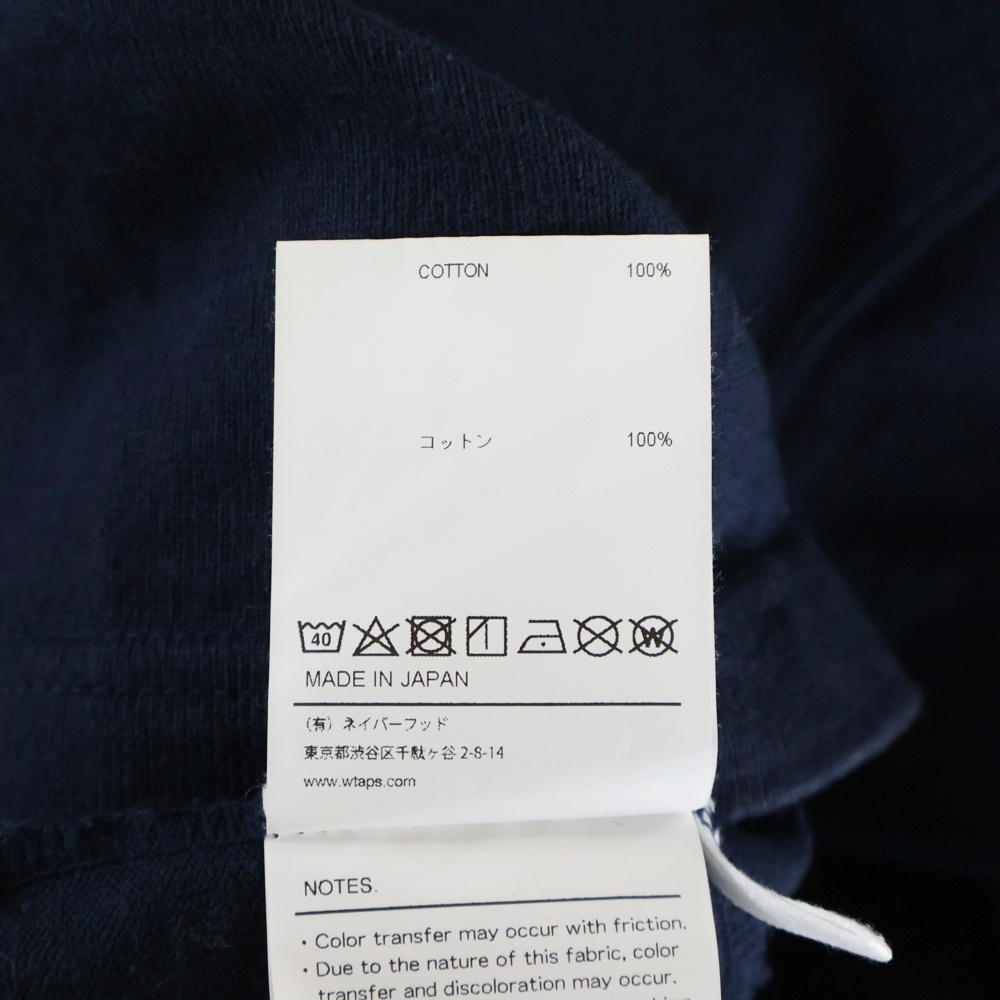 COTTON 100%
コットン 100%
40 W
MADE IN JAPAN
(有) ネイバーフッド
東京都渋谷区千駄ヶ谷 2-8-14
www.wtaps.com
NOTES.
・Color transfer may occur with friction.
・Due to the nature of this fabric, color
transfer and discoloration may occur.